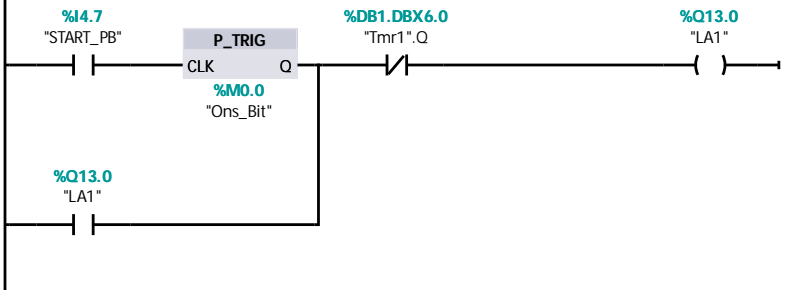 %I4.7
"START_PB"
P_TRIG
CLK Q
%M0.0
"Ons_Bit"
%DB1.DBX6.0
"Tmr1".Q
%Q13.0
"LA1"
%Q13.0
"LA1"